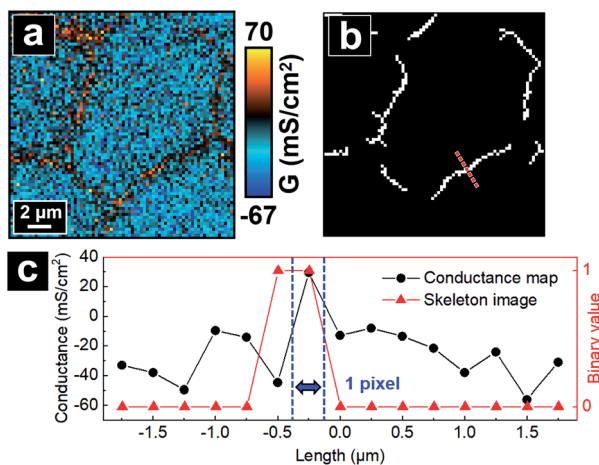 a
70
G (mS/cm²)
-67
2 µm
b
c
Conductance (mS/cm²)
40
20
0
-20
-40
-60
Conductance map
Skeleton image
1 pixel
1
0
Binary value
-1.5
-1.0
-0.5
0.0
0.5
1.0
1.5
Length (µm)